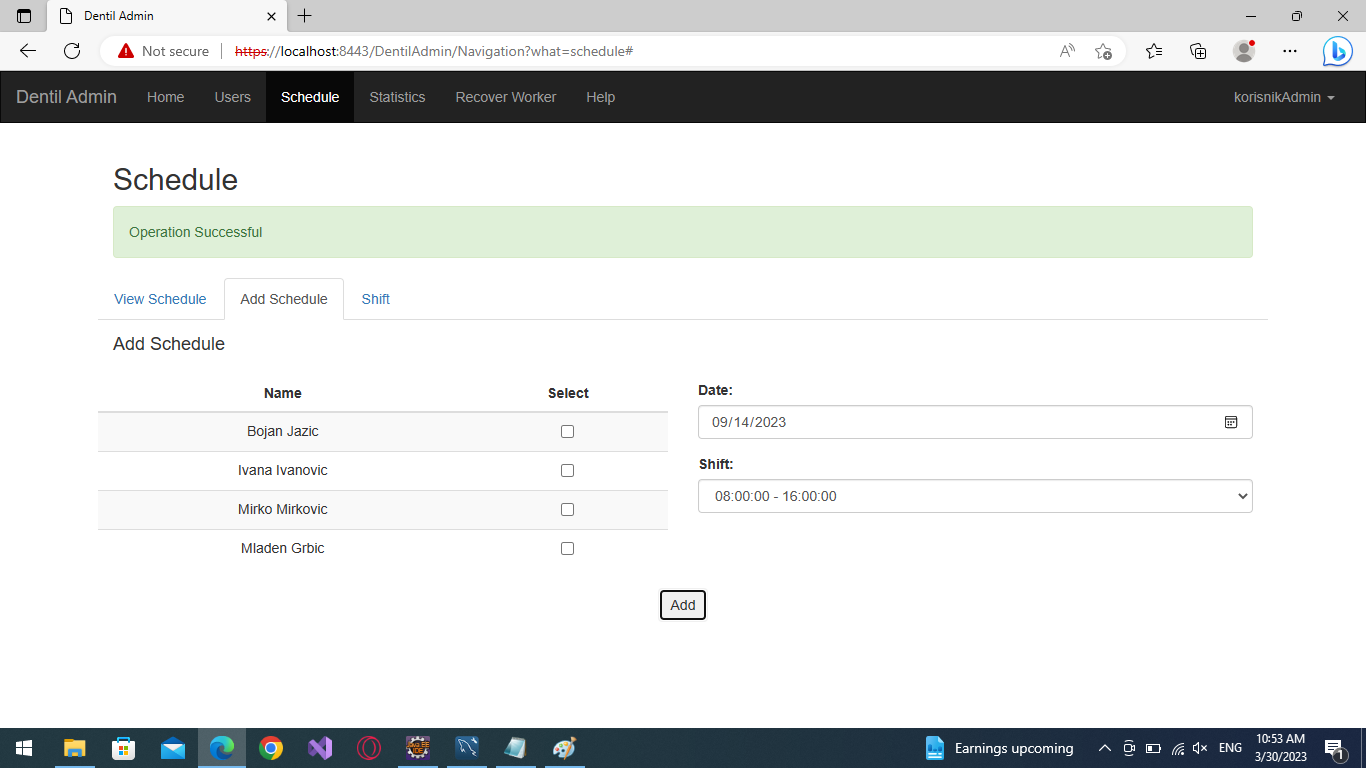 Dentil Admin
Not secure https://localhost:8443/DentilAdmin/Navigation?what=schedule#
Dentil Admin Home Users Schedule Statistics Recover Worker Help korisnikAdmin
Schedule
Operation Successful
View Schedule Add Schedule Shift
Add Schedule
Name Select
Date:
Bojan Jazic
09/14/2023
Ivana Ivanovic
Shift:
Mirko Mirkovic
08:00:00 - 16:00:00
Mladen Grbic
Add
Earnings upcoming
ENG
10:53 AM
3/30/2023
1